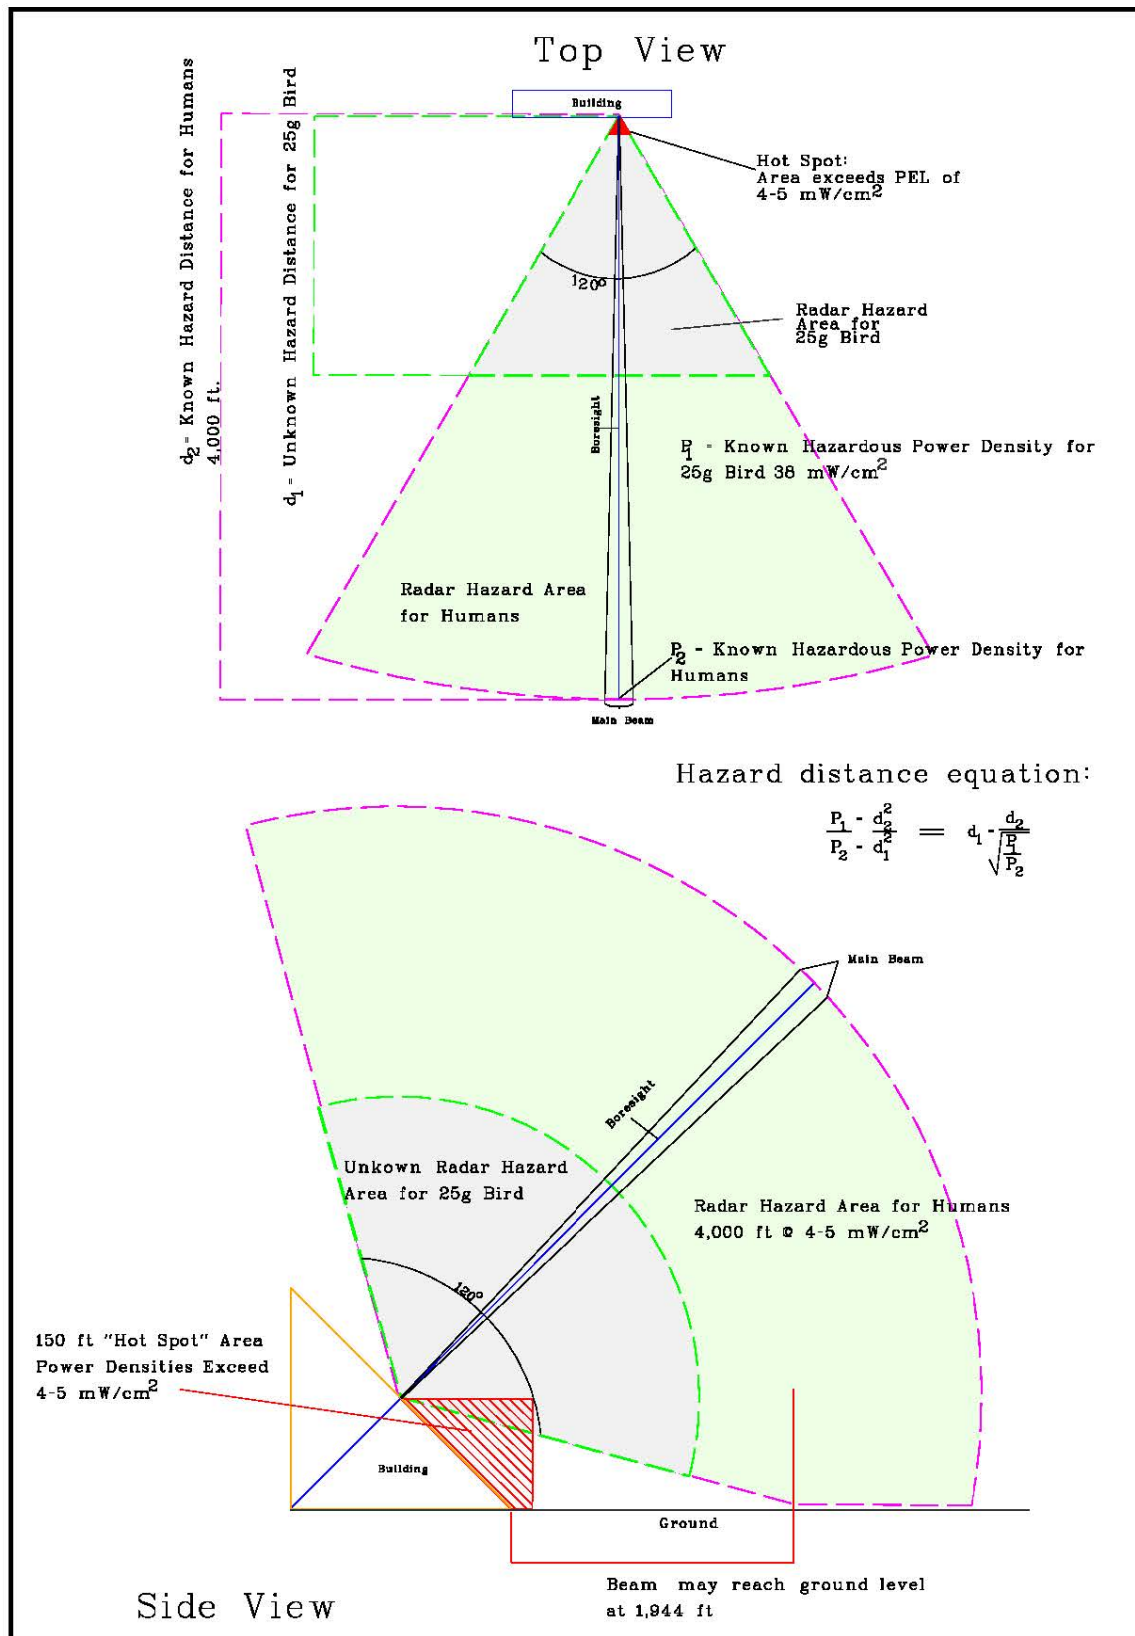 Top View
d2 - Known Hazard Distance for Humans
4,000 ft.
d1 - Unknown Hazard Distance for 25g Bird
Building
Hot Spot:
Area exceeds PEL of
4-5 mW/cm2
120o
Radar Hazard
Area for
25g Bird
Boresight
P1 - Known Hazardous Power Density for
25g Bird 38 mW/cm2
Radar Hazard Area
for Humans
P2 - Known Hazardous Power Density for
Humans
Main Beam
Hazard distance equation:
P1 - d2^2 / P2 - d1^2 = d1 - d2 / √(P1/P2)
Main Beam
Boresight
Unkown Radar Hazard
Area for 25g Bird
Radar Hazard Area for Humans
4,000 ft @ 4-5 mW/cm2
120o
150 ft "Hot Spot" Area
Power Densities Exceed
4-5 mW/cm2
Building
Ground
Beam may reach ground level
at 1,944 ft
Side View